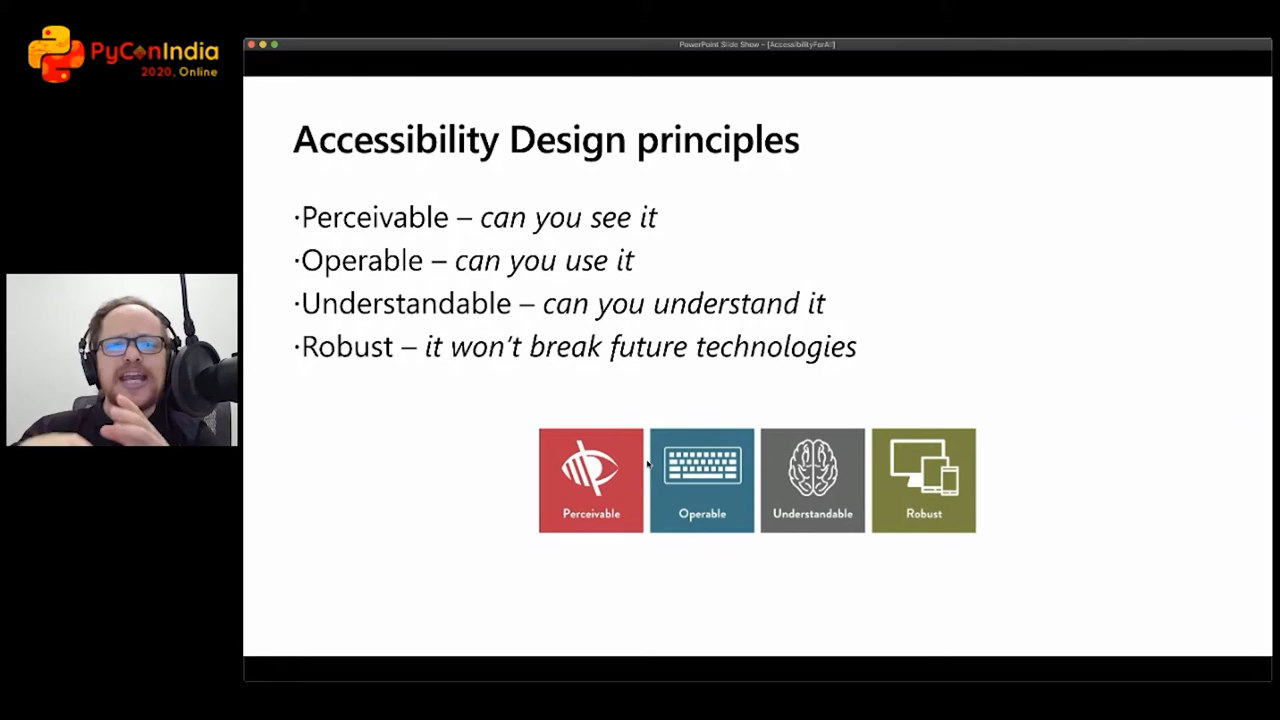 PyConIndia
2020, Online
PowerPoint Slide Show – [AccessibilityForAll]
Accessibility Design principles
·Perceivable – can you see it
·Operable – can you use it
·Understandable – can you understand it
·Robust – it won't break future technologies
Perceivable
Operable
Understandable
Robust